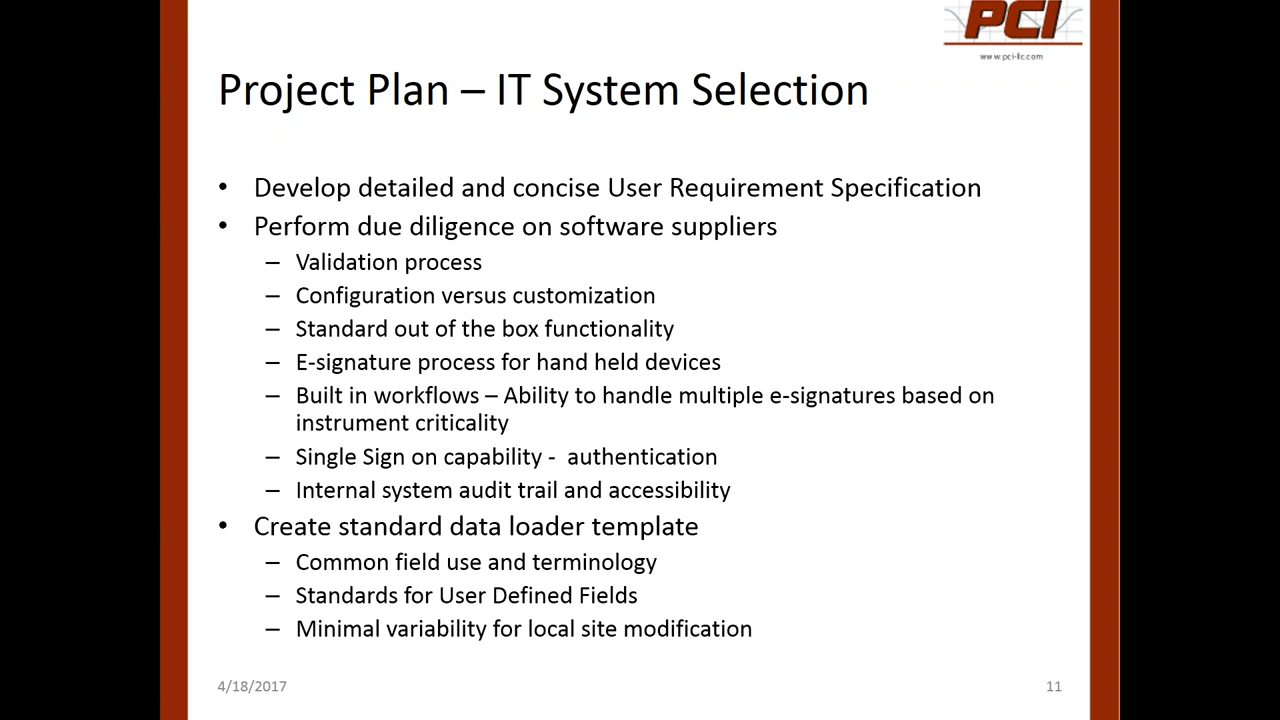 PCI
www.pci-llc.com
Project Plan – IT System Selection
• Develop detailed and concise User Requirement Specification
• Perform due diligence on software suppliers
– Validation process
– Configuration versus customization
– Standard out of the box functionality
– E-signature process for hand held devices
– Built in workflows – Ability to handle multiple e-signatures based on
instrument criticality
– Single Sign on capability -  authentication
– Internal system audit trail and accessibility
• Create standard data loader template
– Common field use and terminology
– Standards for User Defined Fields
– Minimal variability for local site modification
4/18/2017
11